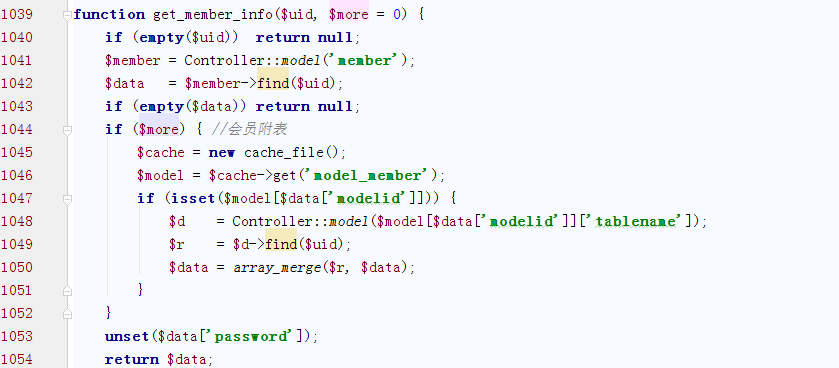 1039 function get_member_info($uid, $more = 0) {
1040 if (empty($uid)) return null;
1041 $member = Controller::model('member');
1042 $data = $member->find($uid);
1043 if (empty($data)) return null;
1044 if ($more) { //会员附表
1045 $cache = new cache_file();
1046 $model = $cache->get('model_member');
1047 if (isset($model[$data['modelid']])) {
1048 $d = Controller::model($model[$data['modelid']]['tablename']);
1049 $r = $d->find($uid);
1050 $data = array_merge($r, $data);
1051 }
1052 }
1053 unset($data['password']);
1054 return $data;